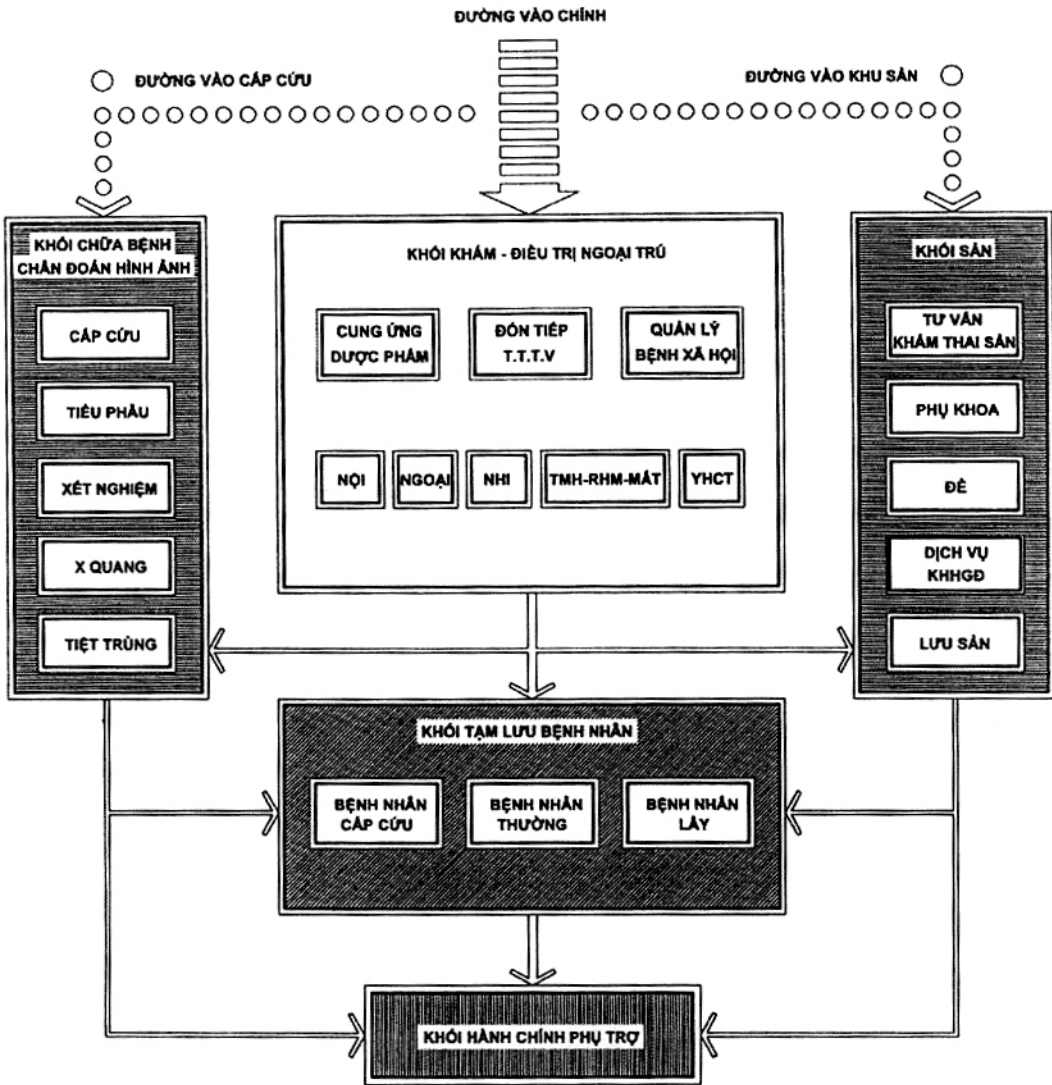 ĐƯỜNG VÀO CHÍNH
ĐƯỜNG VÀO CẤP CỨU
ĐƯỜNG VÀO KHU SẢN
KHỐI CHỮA BỆNH
CHẨN ĐOÁN HÌNH ẢNH
CẤP CỨU
TIỂU PHẪU
XÉT NGHIỆM
X QUANG
TIỆT TRÙNG
KHỐI KHÁM - ĐIỀU TRỊ NGOẠI TRÚ
CUNG ỨNG
DƯỢC PHẨM
ĐÓN TIẾP
T.T.T.V
QUẢN LÝ
BỆNH XÃ HỘI
NỘI
NGOẠI
NHI
TMH-RHM-MẮT
YHCT
KHỐI SẢN
TƯ VẤN
KHÁM THAI SẢN
PHỤ KHOA
ĐẺ
DỊCH VỤ
KHHGĐ
LƯU SẢN
KHỐI TẠM LƯU BỆNH NHÂN
BỆNH NHÂN
CẤP CỨU
BỆNH NHÂN
THƯỜNG
BỆNH NHÂN
LÂY
KHỐI HÀNH CHÍNH PHỤ TRỢ